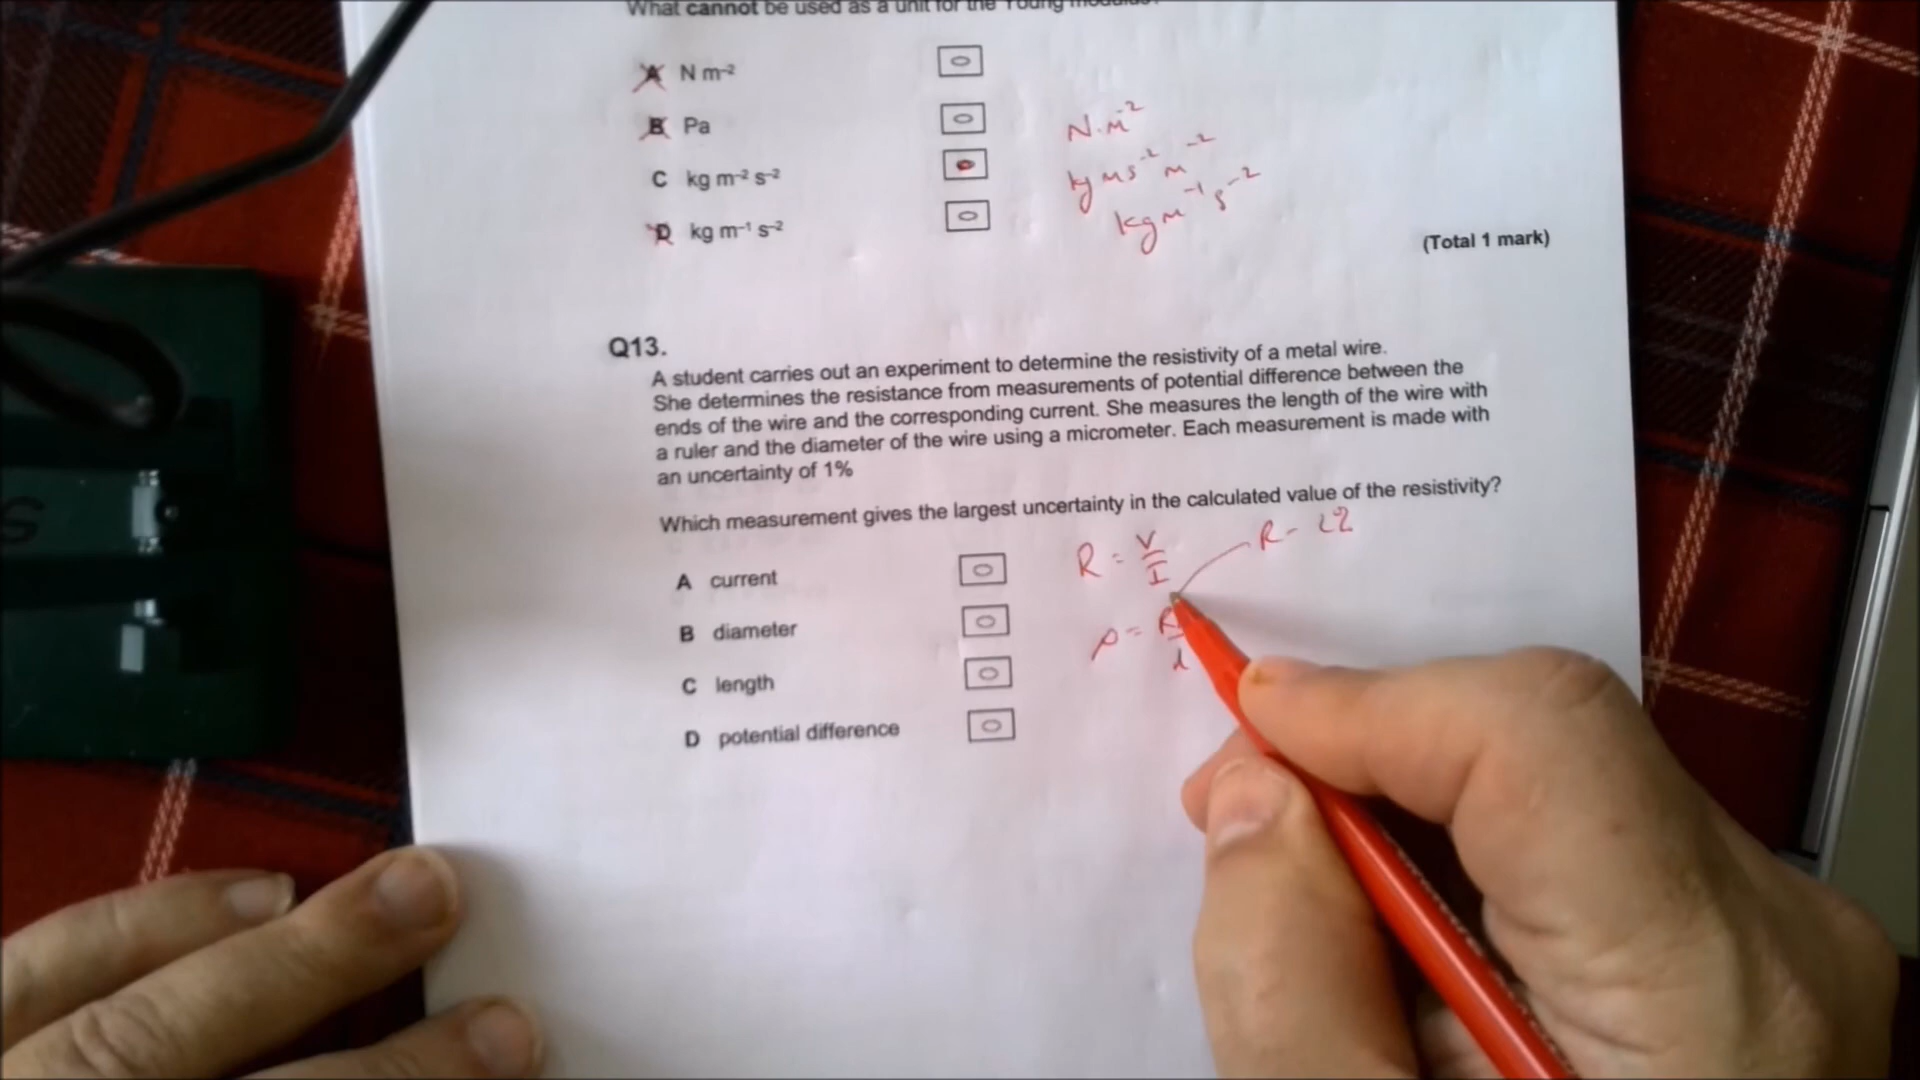 What cannot be used as a unit for the Young modulus?
A N m⁻²
B Pa
C kg m⁻² s⁻²
D kg m⁻¹ s⁻²
N·m⁻²
kg ms⁻² m⁻²
kg m⁻¹ s⁻²
(Total 1 mark)
Q13.
A student carries out an experiment to determine the resistivity of a metal wire.
She determines the resistance from measurements of potential difference between the
ends of the wire and the corresponding current. She measures the length of the wire with
a ruler and the diameter of the wire using a micrometer. Each measurement is made with
an uncertainty of 1%
Which measurement gives the largest uncertainty in the calculated value of the resistivity?
A current
B diameter
C length
D potential difference
R = V/I
R -
ρ = R